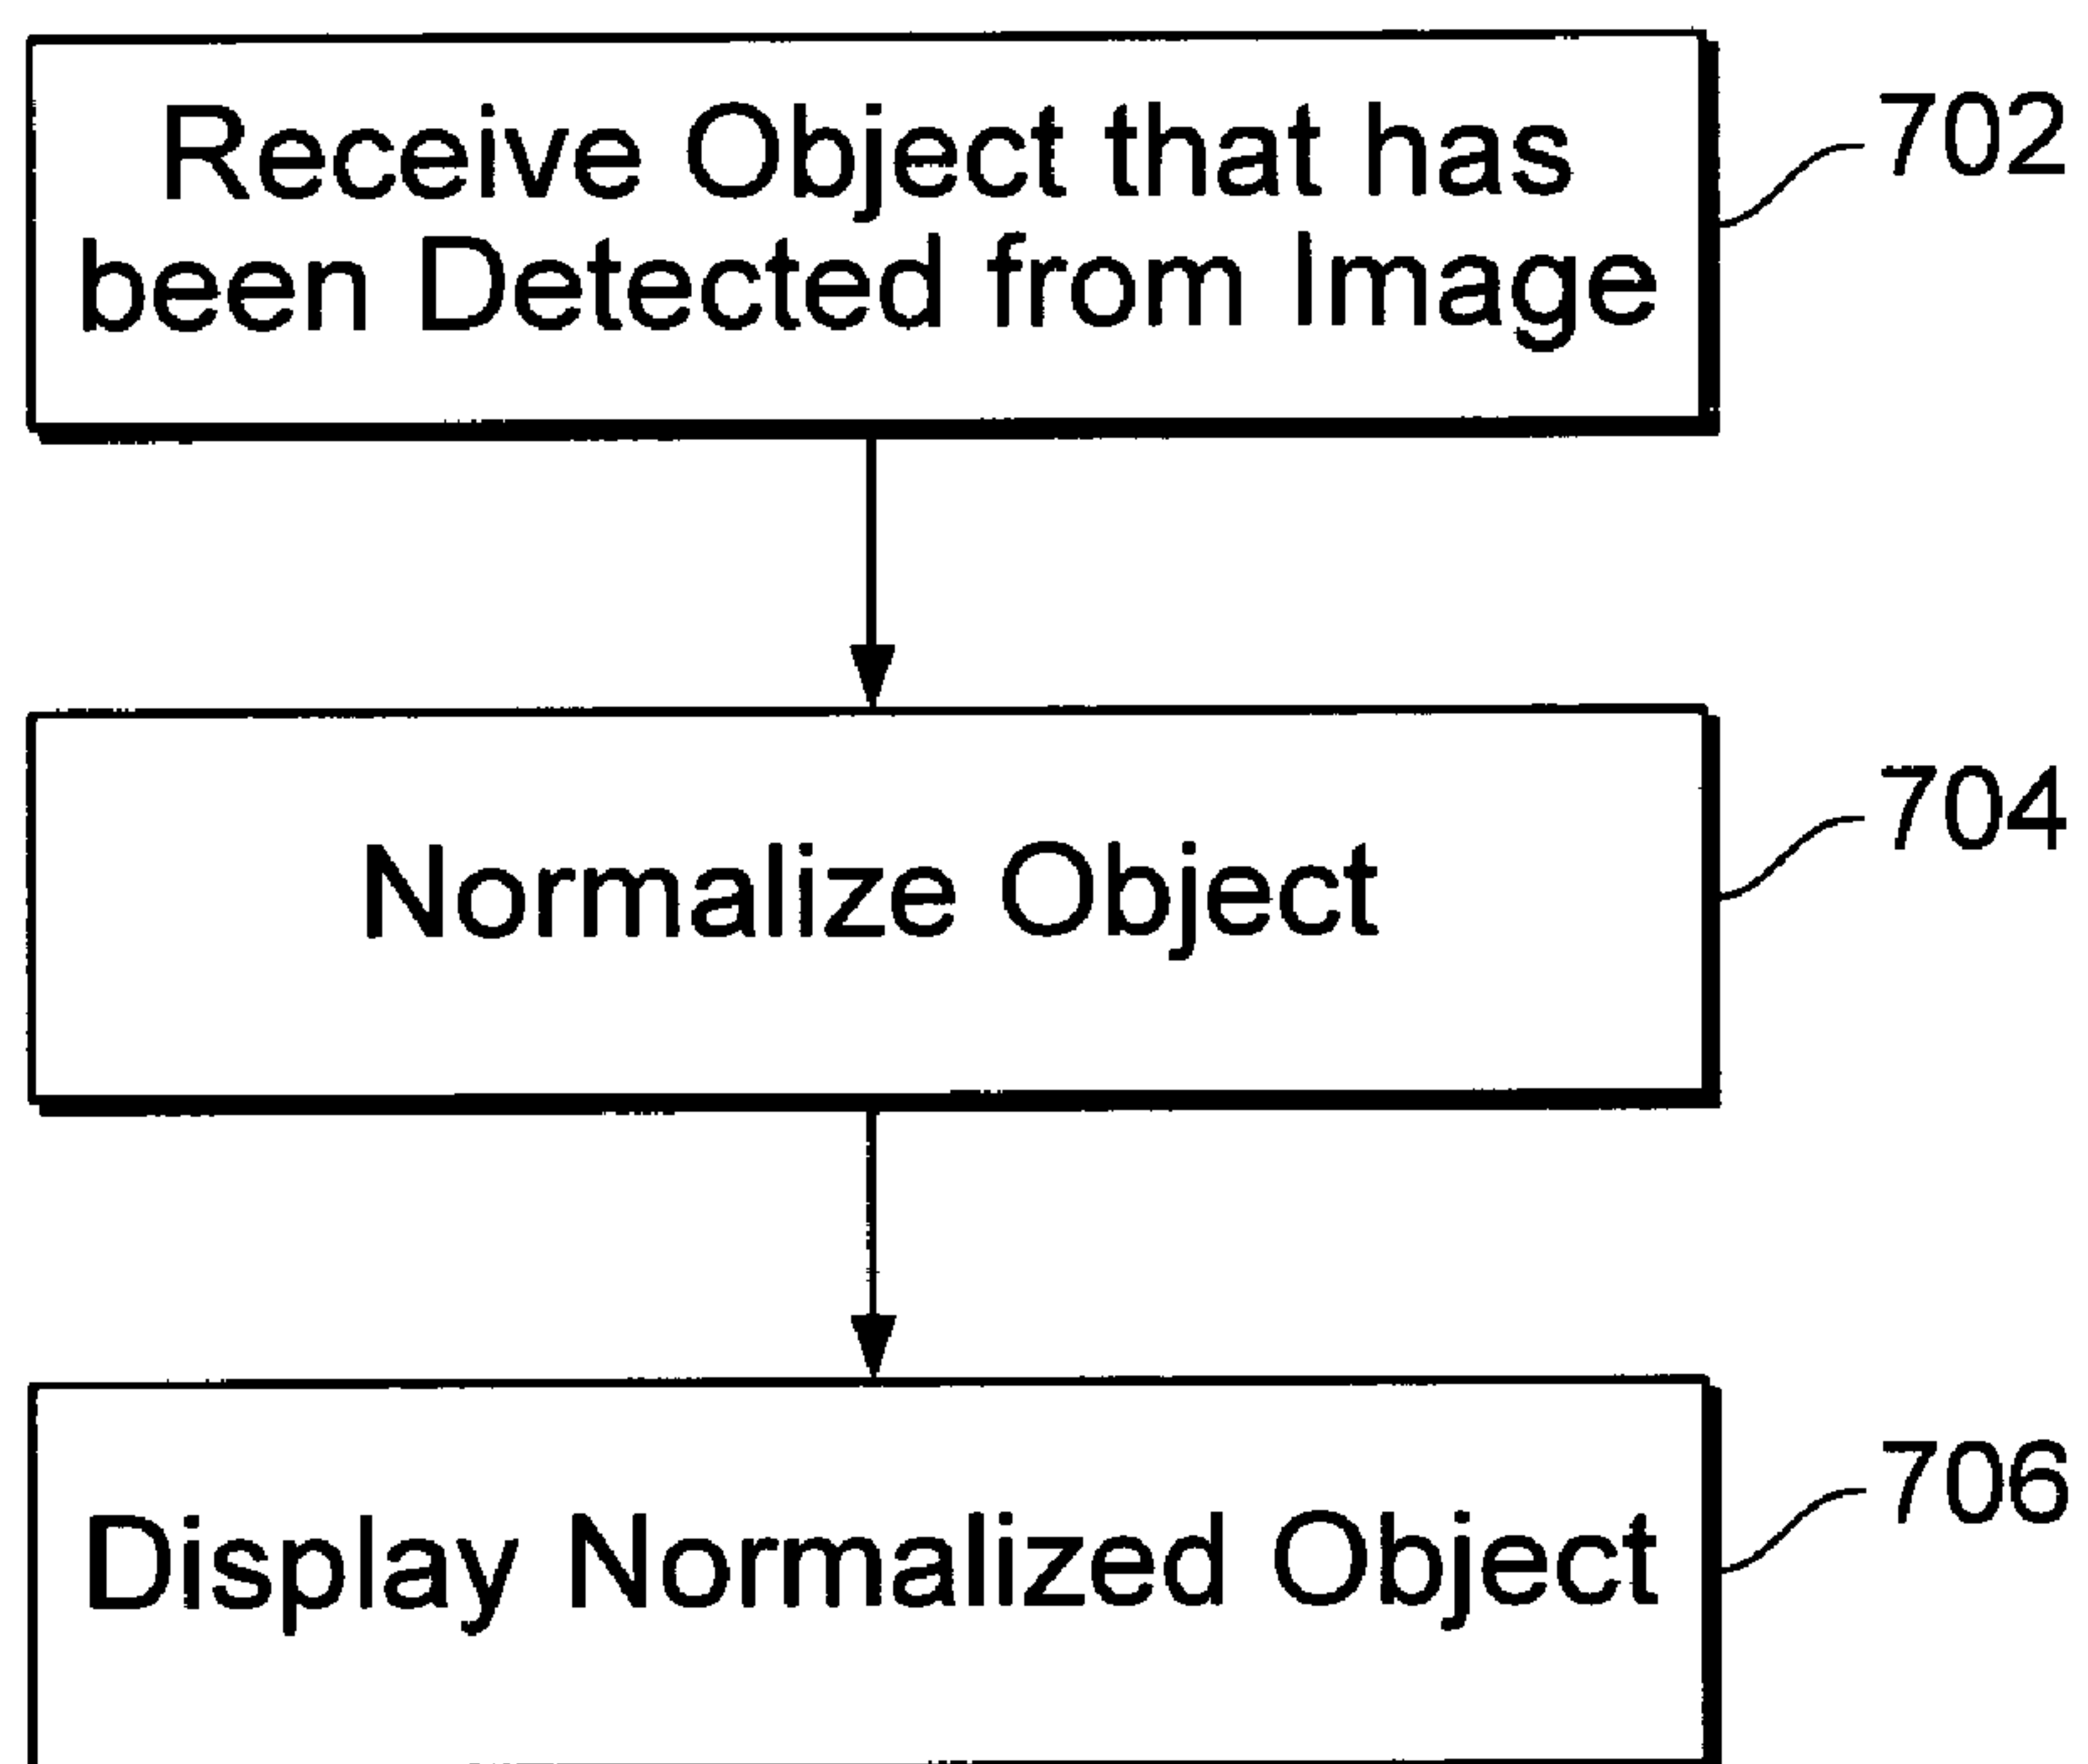 Receive Object that has
been Detected from Image
702
Normalize Object
704
Display Normalized Object
706